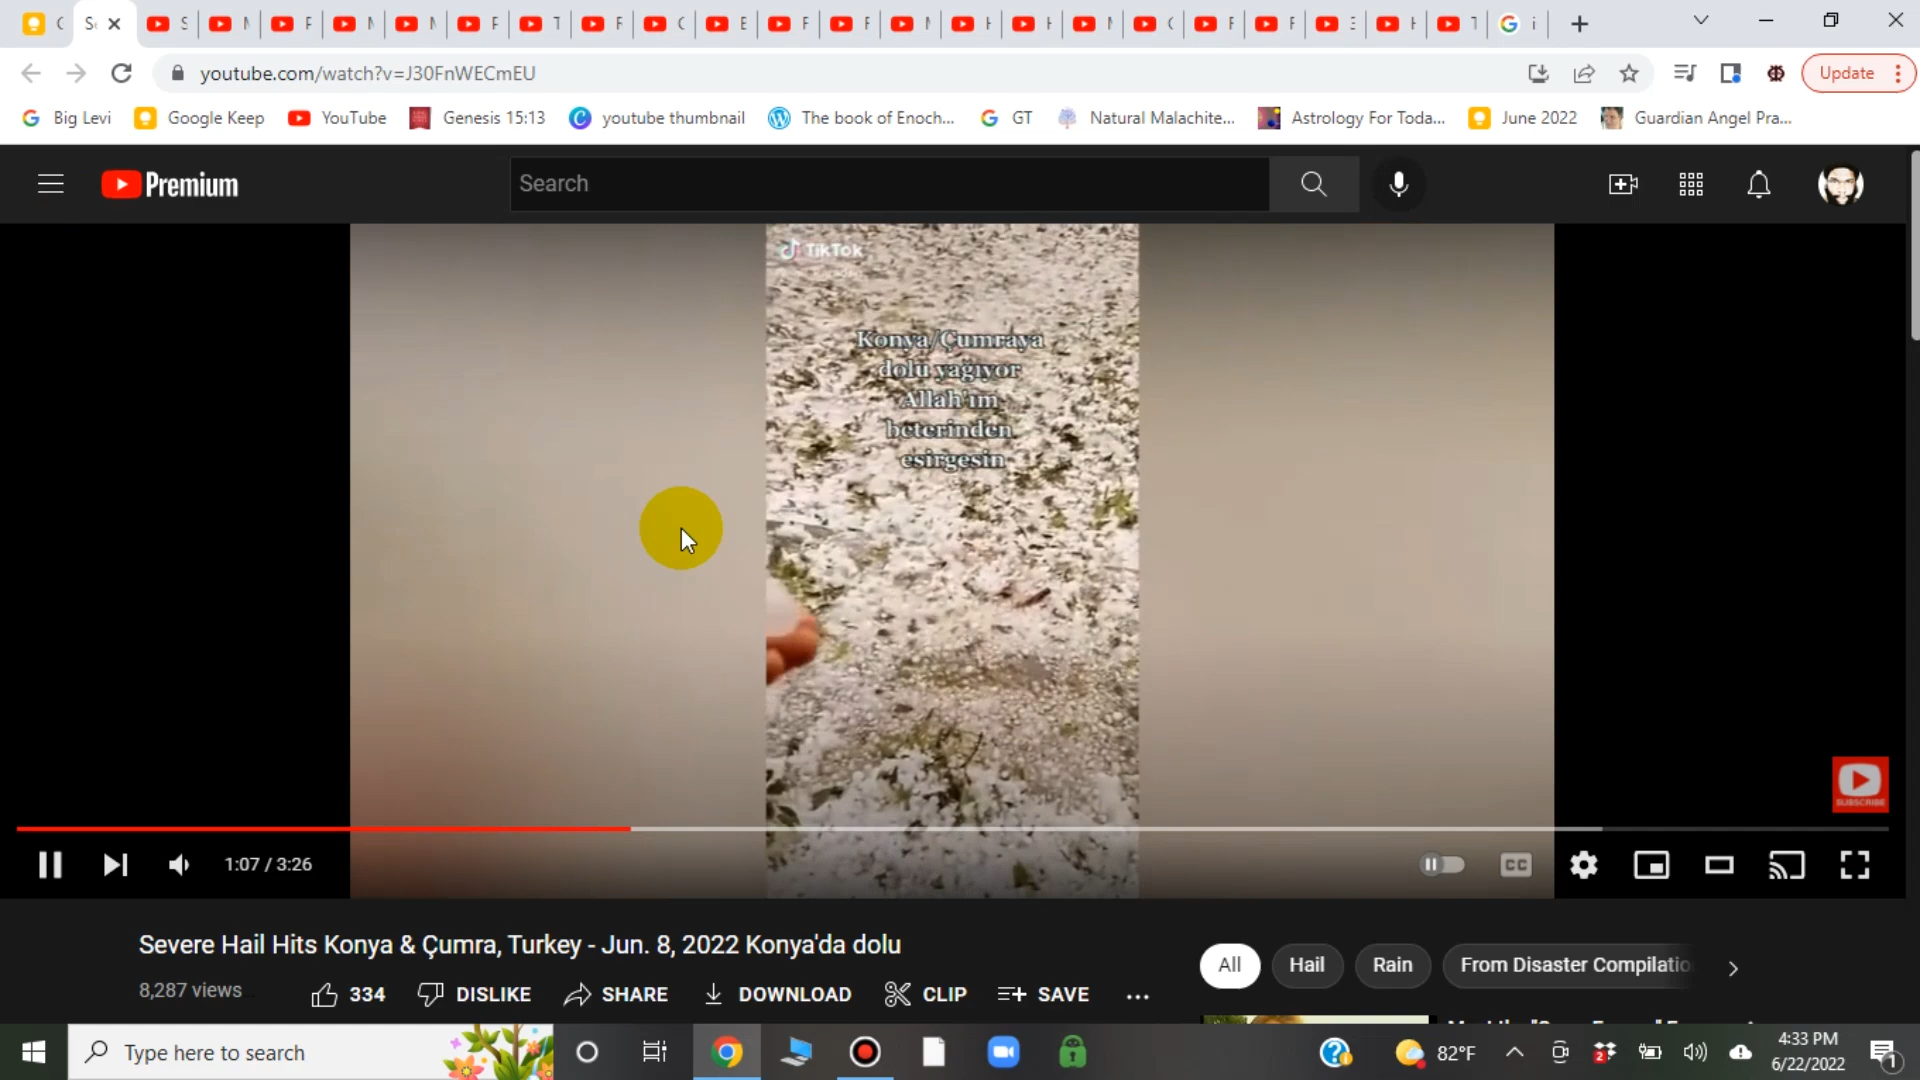 youtube.com/watch?v=J30FnWECmEU
Update
Big Levi
Google Keep
YouTube
Genesis 15:13
youtube thumbnail
The book of Enoch...
GT
Natural Malachite...
Astrology For Toda...
June 2022
Guardian Angel Pra...
Premium
Search
TikTok
Konya/Çumraya
dolu yağıyor
Allah'ım
beterinden
esirgesin
SUBSCRIBE
1:07 / 3:26
CC
Severe Hail Hits Konya & Çumra, Turkey - Jun. 8, 2022 Konya'da dolu
8,287 views
334
DISLIKE
SHARE
DOWNLOAD
CLIP
SAVE
All
Hail
Rain
From Disaster Compilatio
Type here to search
82°F
4:33 PM
6/22/2022